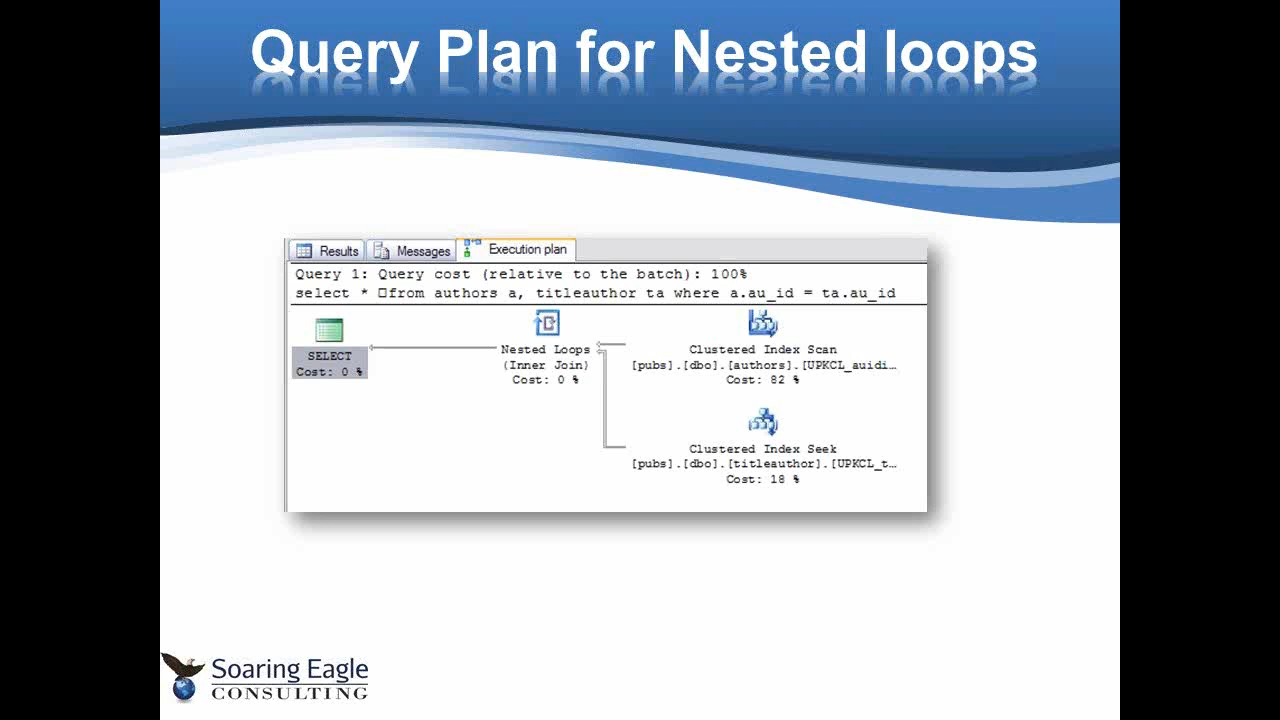 Query Plan for Nested loops
Results Messages Execution plan
Query 1: Query cost (relative to the batch): 100%
select * □from authors a, titleauthor ta where a.au_id = ta.au_id
SELECT
Cost: 0 %
Nested Loops
(Inner Join)
Cost: 0 %
Clustered Index Scan
[pubs].[dbo].[authors].[UPKCL_auidi…
Cost: 82 %
Clustered Index Seek
[pubs].[dbo].[titleauthor].[UPKCL_t…
Cost: 18 %
Soaring Eagle
CONSULTING